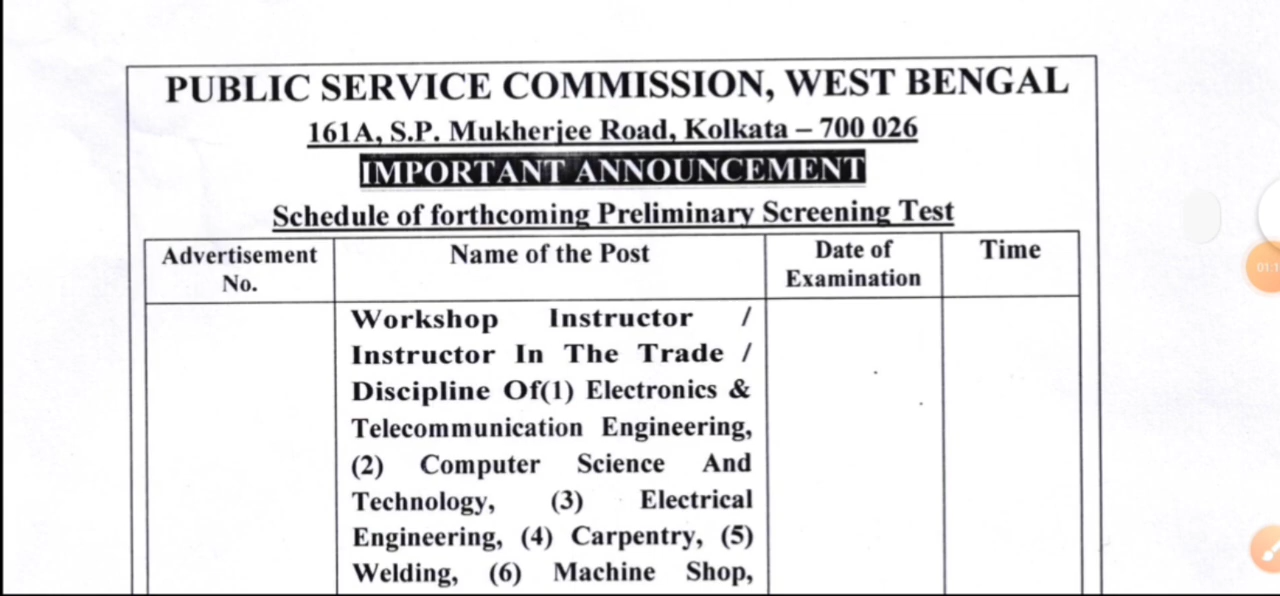 PUBLIC SERVICE COMMISSION, WEST BENGAL
161A, S.P. Mukherjee Road, Kolkata – 700 026
IMPORTANT ANNOUNCEMENT
Schedule of forthcoming Preliminary Screening Test
Advertisement No.
Name of the Post
Date of Examination
Time
Workshop Instructor /
Instructor In The Trade /
Discipline Of(1) Electronics &
Telecommunication Engineering,
(2) Computer Science And
Technology, (3) Electrical
Engineering, (4) Carpentry, (5)
Welding, (6) Machine Shop,